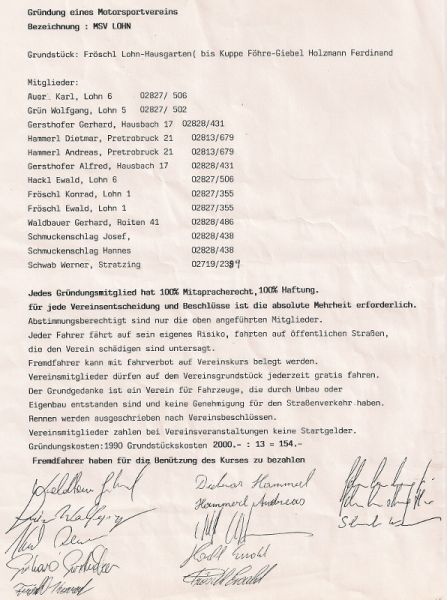 Gründung eines Motorsportvereins
Bezeichnung : MSV LOHN
Grundstück: Fröschl Lohn-Hausgarten( bis Kuppe Föhre-Giebel Holzmann Ferdinand
Mitglieder:
Auer Karl, Lohn 6 02827/ 506
Grün Wolfgang, Lohn 5 02827/ 502
Gersthofer Gerhard, Hausbach 17 02828/431
Hammerl Dietmar, Pretrobruck 21 02813/679
Hammerl Andreas, Pretrobruck 21 02813/679
Gersthofer Alfred, Hausbach 17 02828/431
Hackl Ewald, Lohn 6 02827/506
Fröschl Konrad, Lohn 1 02827/355
Fröschl Ewald, Lohn 1 02827/355
Waldbauer Gerhard, Roiten 41 02828/486
Schmuckenschlag Josef, 02828/438
Schmuckenschlag Hannes 02828/438
Schwab Werner, Stratzing 02719/23
Jedes Gründungsmitglied hat 100% Mitspracherecht,100% Haftung.
für jede Vereinsentscheidung und Beschlüsse ist die absolute Mehrheit erforderlich.
Abstimmungsberechtigt sind nur die oben angeführten Mitglieder.
Jeder Fahrer fährt auf sein eigenes Risiko, fahrten auf öffentlichen Straßen,
die den Verein schädigen sind untersagt.
Fremdfahrer kann mit fahrverbot auf Vereinskurs belegt werden.
Vereinsmitglieder dürfen auf dem Vereinsgrundstück jederzeit gratis fahren.
Der Grundgedanke ist ein Verein für Fahrzeuge, die durch Umbau oder
Eigenbau entstanden sind und keine Genehmigung für den Straßenverkehr haben.
Rennen werden ausgeschrieben nach Vereinsbeschlüssen.
Vereinsmitglieder zahlen bei Vereinsveranstaltungen keine Startgelder.
Gründungskosten:1990 Grundstückskosten 2000.- : 13 = 154.-
Fremdfahrer haben für die Benützung des Kurses zu bezahlen
Dietmar Hammerl
Hammerl Andreas
Hackl Ewald
Fröschl Ewald